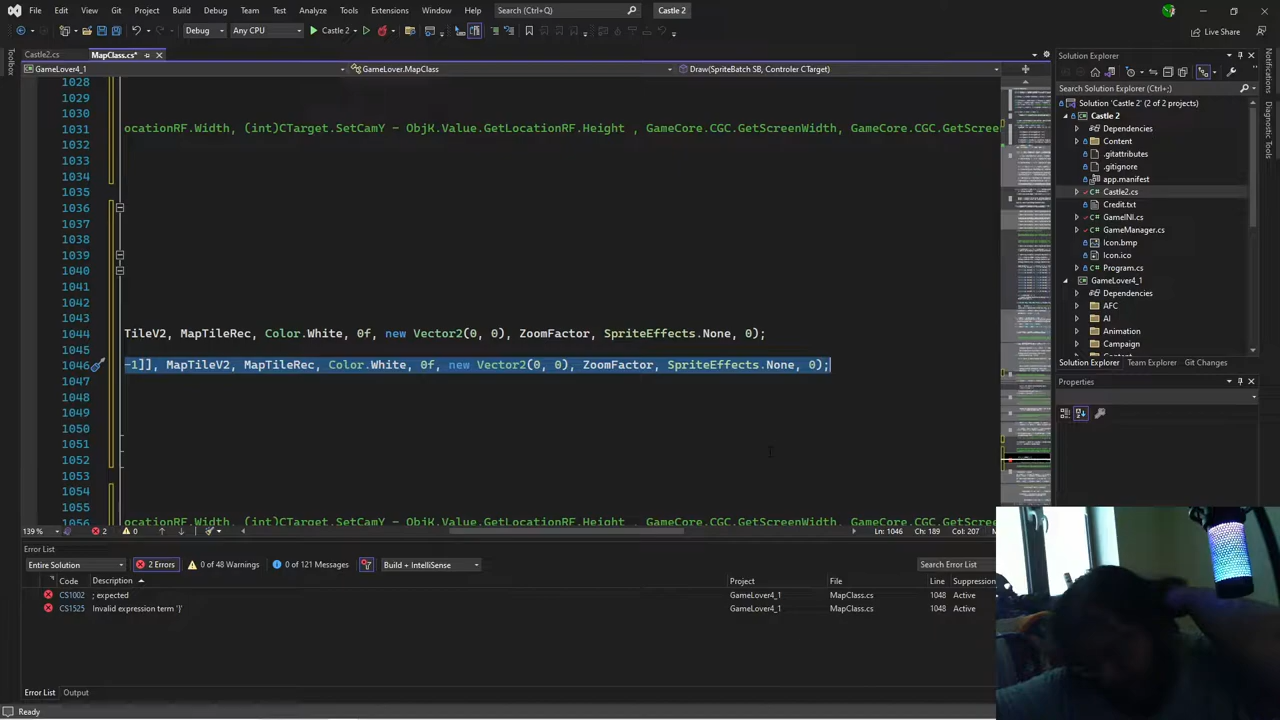 File Edit View Git Project Build Debug Team Test Analyze Tools Extensions Window Help Search (Ctrl+Q) Castle 2
Debug Any CPU Castle 2 Live Share
Castle2.cs MapClass.cs*
GameLover4_1 GameLover.MapClass Draw(SpriteBatch SB, Controler CTarget)
1028
1029
1030
1031 ocationRF.Width, (int)CTarget.SetCamY - ObjK.Value.GetLocationRF.Height , GameCore.CGC.GetScreenWidth, GameCore.CGC.GetScree
1032
1033
1034
1035
1036
1037
1038
1039
1040
1041
1042
1043
1044 TileV2, MapTileRec, Color.White, 0f, new Vector2(0, 0), ZoomFactor, SpriteEffects.None, 0);
1045
1046 -1]], MapTileV2, MapTileRec, Color.White, 0f, new Vector2(0, 0), ZoomFactor, SpriteEffects.None, 0);
1047
1048
1049
1050
1051
1052
1053
1054
1055
1056 ocationRF.Width, (int)CTarget.SetCamY - ObjK.Value.GetLocationRF.Height , GameCore.CGC.GetScreenWidth, GameCore.CGC.GetScree
139 % 2 0 Ln: 1046 Ch: 189 Col: 207
Error List
Entire Solution 2 Errors 0 of 48 Warnings 0 of 121 Messages Build + IntelliSense Search Error List
Code Description Project File Line Suppression
CS1002 ; expected GameLover4_1 MapClass.cs 1048 Active
CS1525 Invalid expression term ')' GameLover4_1 MapClass.cs 1048 Active
Error List Output
Ready
Toolbox
Solution Explorer
Search Solution Explorer (Ctrl+;)
Solution 'Castle 2' (2 of 2 projects)
Castle 2
Dependencies
Content
.gitattributes
.gitignore
app.manifest
Castle2.cs
Credit.txt
GameINI.cs
GameManager.cs
Icon.bmp
Icon.ico
Program.cs
GameLover4_1
Dependencies
AFC
AI
Animation
Campaign
Solution Explorer Git Changes
Properties
Notifications
Diagnostic Tools